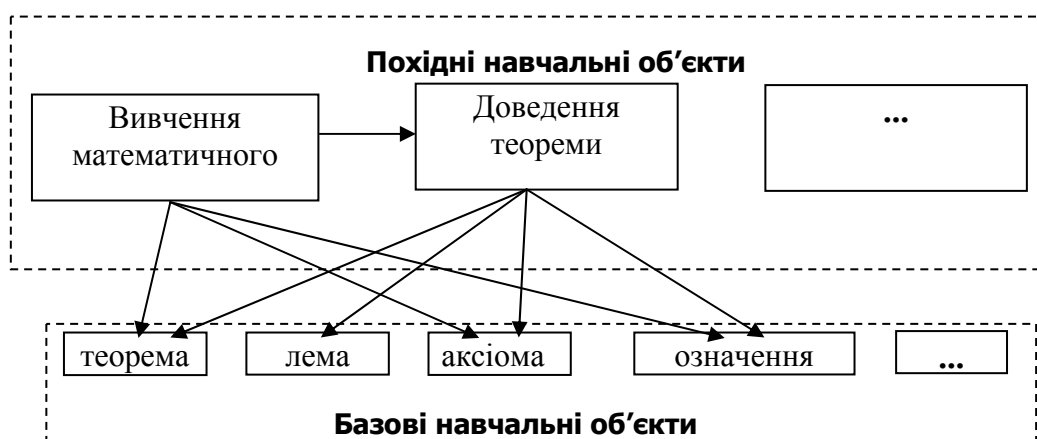 Похідні навчальні об’єкти
Вивчення
математичного
Доведення
теореми
...
теорема
лема
аксіома
означення
...
Базові навчальні об’єкти